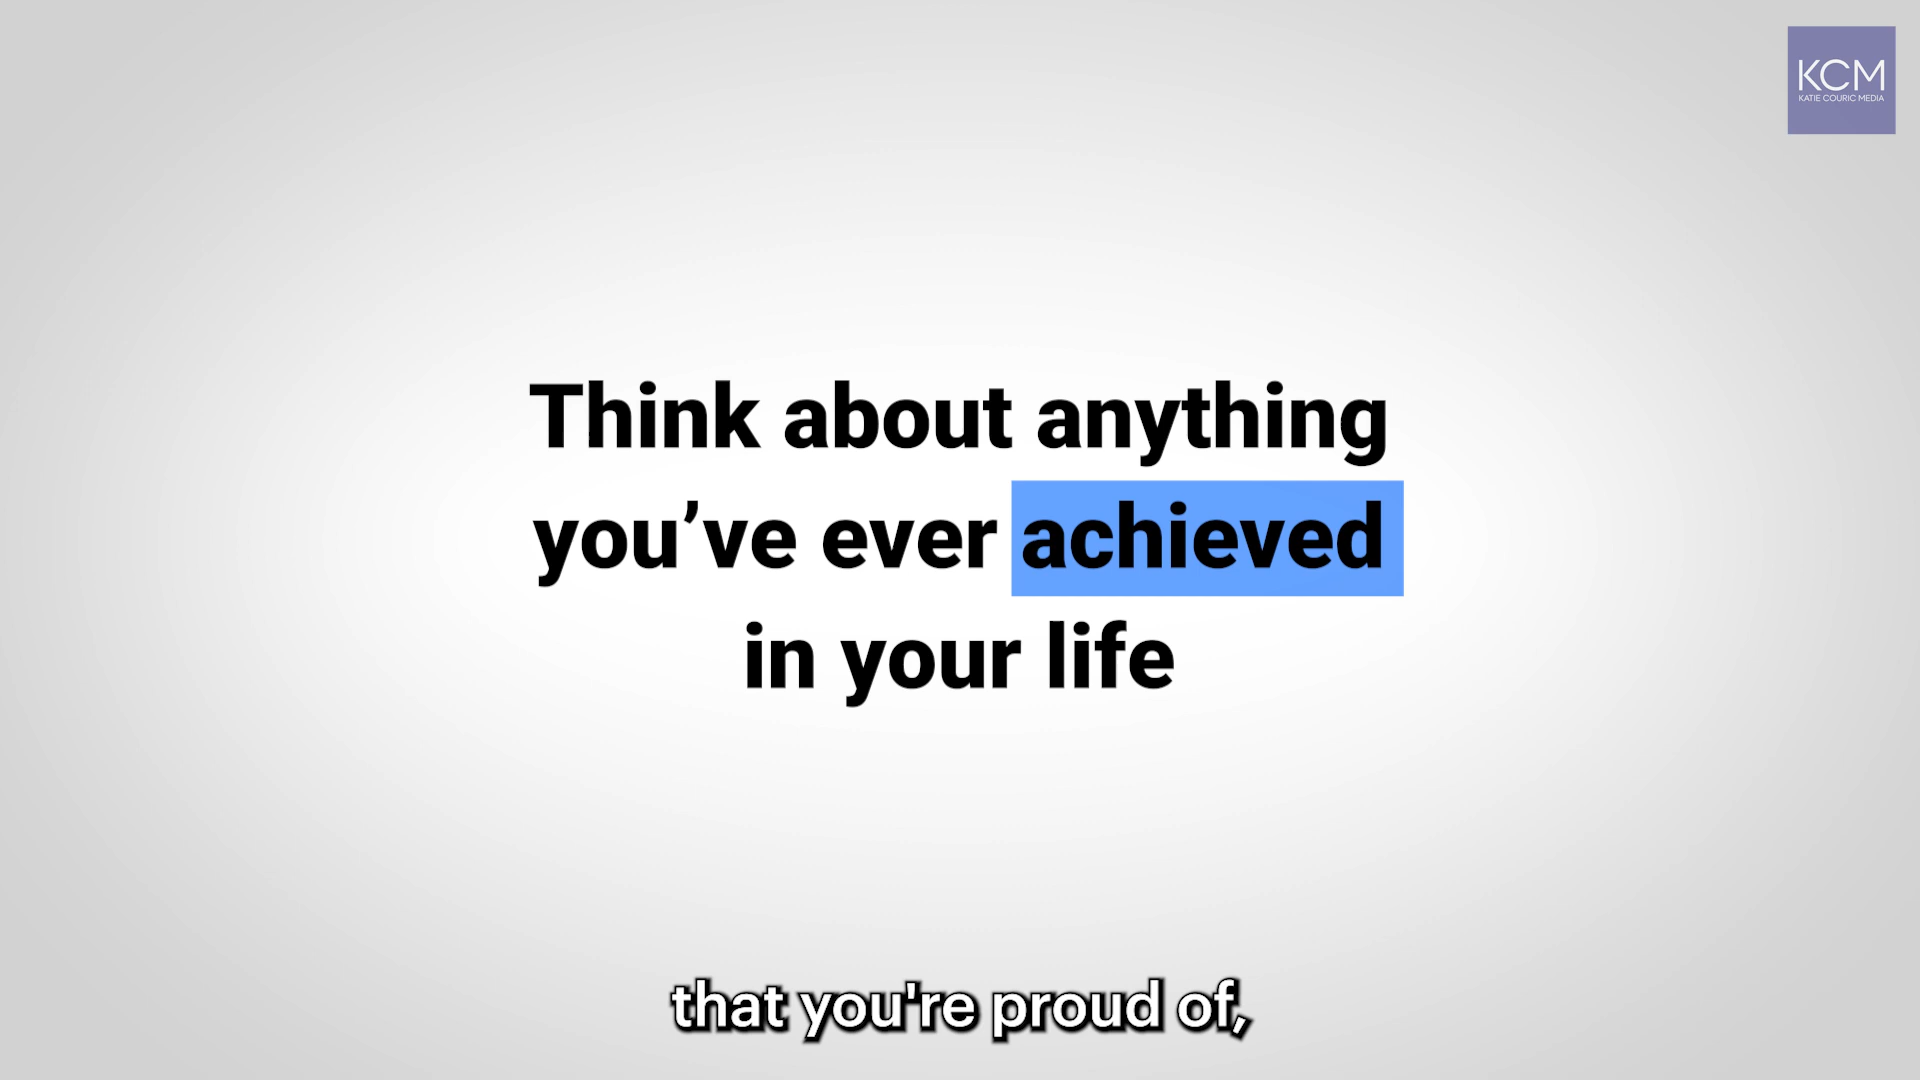 KCM
KATIE COURIC MEDIA
Think about anything
you’ve ever achieved
in your life
that you're proud of,